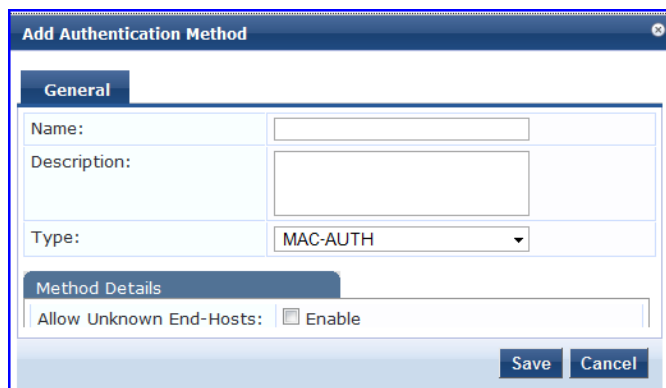 Add Authentication Method
General
Name:
Description:
Type: MAC-AUTH
Method Details
Allow Unknown End-Hosts: Enable
Save Cancel